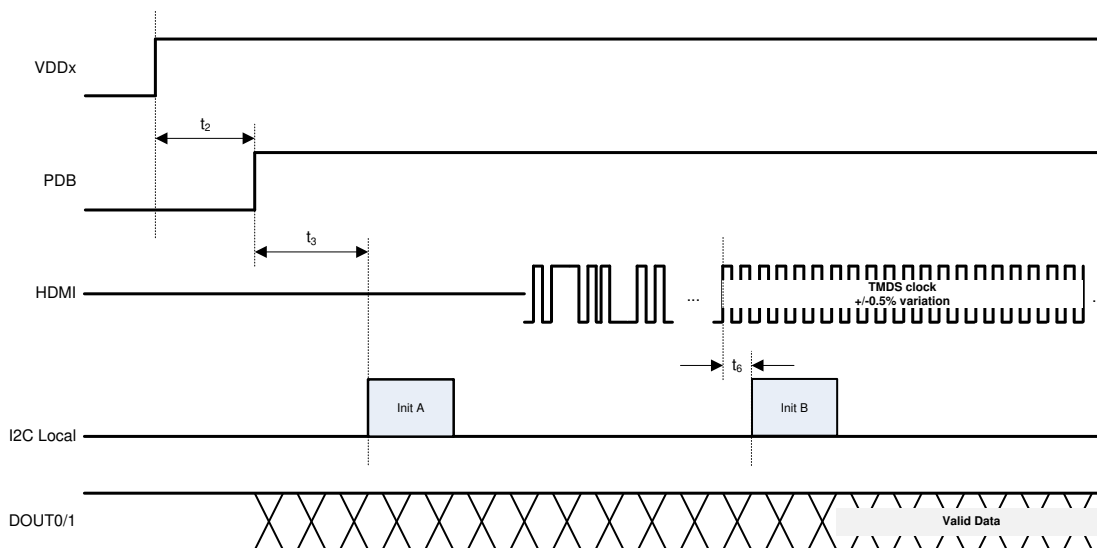 VDDx
t2
PDB
t3
HDMI
...
TMDS clock
+/-0.5% variation
t6
Init A
Init B
I2C Local
DOUT0/1
Valid Data